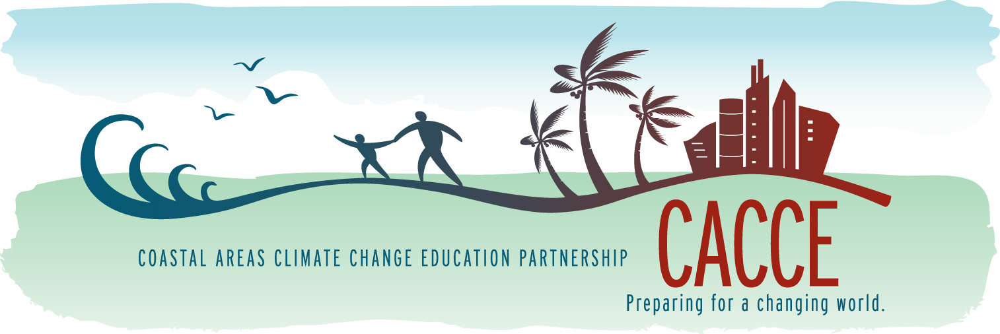 COASTAL AREAS CLIMATE CHANGE EDUCATION PARTNERSHIP
CACCE
Preparing for a changing world.